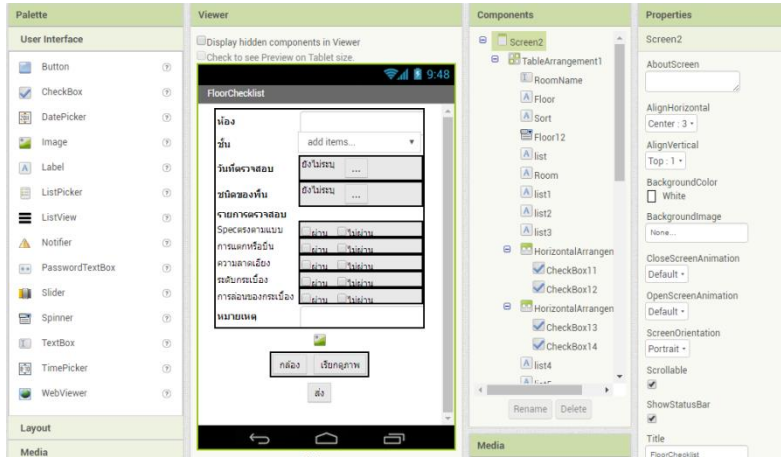 Palette
User Interface
Button
CheckBox
DatePicker
Image
Label
ListPicker
ListView
Notifier
PasswordTextBox
Slider
Spinner
TextBox
TimePicker
WebViewer
Layout
Media
Viewer
Display hidden components in Viewer
Check to see Preview on Tablet size.
9:48
FloorChecklist
ห้อง
ชั้น add items...
วันที่ตรวจสอบ ยังไม่ระบุ ...
ชนิดของพื้น ยังไม่ระบุ ...
รายการตรวจสอบ
Specตรงตามแบบ ผ่าน ไม่ผ่าน
การแตกหรือบิ่น ผ่าน ไม่ผ่าน
ความลาดเอียง ผ่าน ไม่ผ่าน
ระดับกระเบื้อง ผ่าน ไม่ผ่าน
การล่อนของกระเบื้อง ผ่าน ไม่ผ่าน
หมายเหตุ
กล้อง เรียกดูภาพ
ส่ง
Components
Screen2
TableArrangement1
RoomName
Floor
Sort
Floor12
list
Room
list1
list2
list3
HorizontalArrangen
CheckBox11
CheckBox12
HorizontalArrangen
CheckBox13
CheckBox14
list4
list5
Rename Delete
Media
Properties
Screen2
AboutScreen
AlignHorizontal
Center : 3
AlignVertical
Top : 1
BackgroundColor
White
BackgroundImage
None...
CloseScreenAnimation
Default
OpenScreenAnimation
Default
ScreenOrientation
Portrait
Scrollable
ShowStatusBar
Title
FloorChecklist